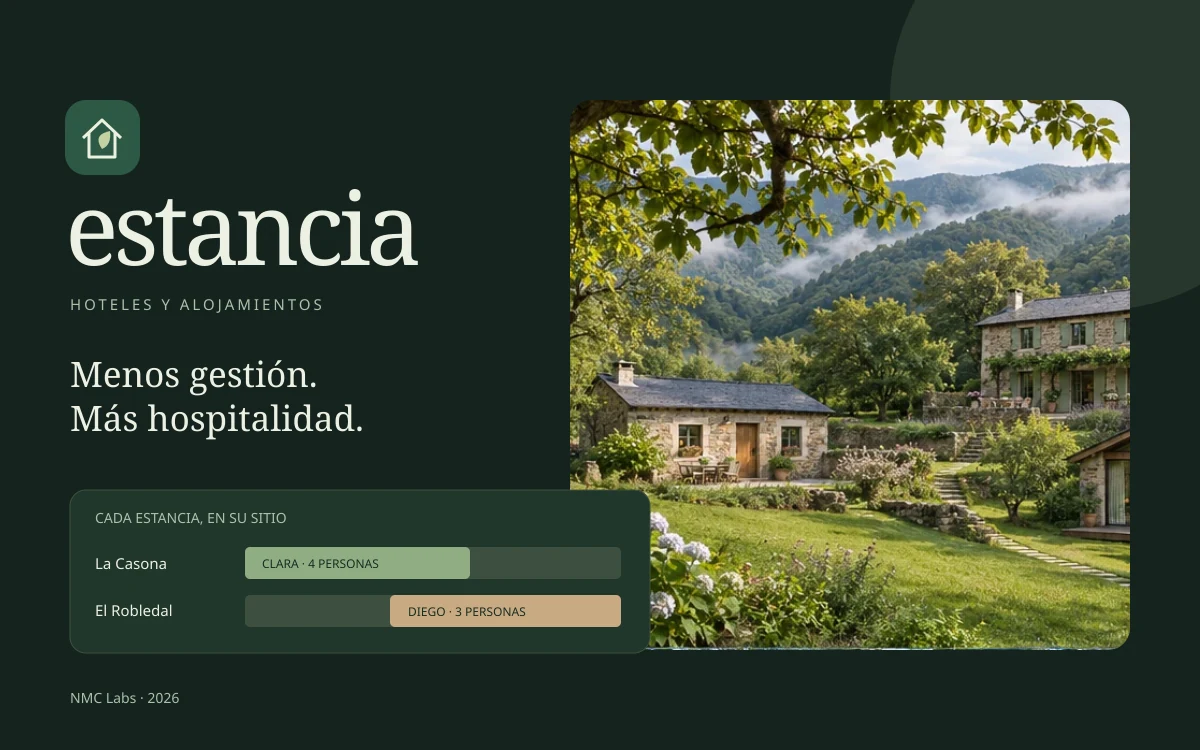 estancia
HOTELES Y ALOJAMIENTOS
Menos gestión.
Más hospitalidad.
CADA ESTANCIA, EN SU SITIO
La Casona
CLARA · 4 PERSONAS
El Robledal
DIEGO · 3 PERSONAS
NMC Labs · 2026